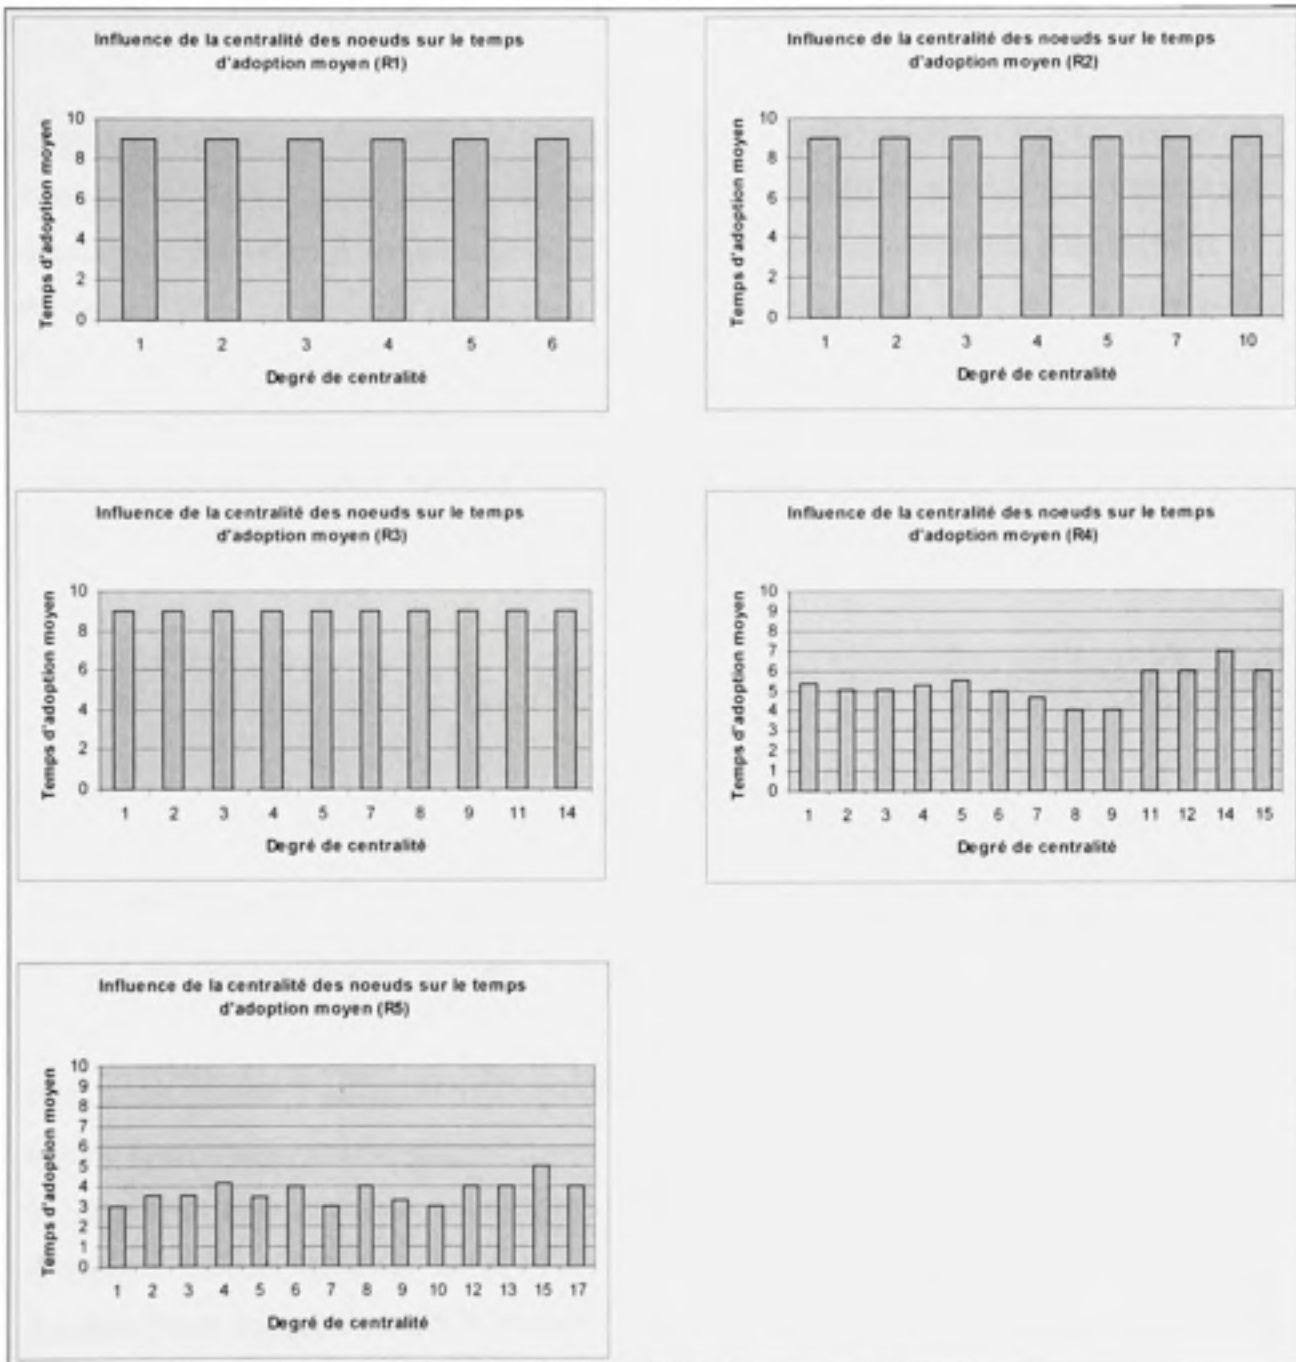 Influence de la centralité des noeuds sur le temps
d'adoption moyen (R1)
Temps d'adoption moyen
10
8
6
4
2
0
1 2 3 4 5 6
Degré de centralité
Influence de la centralité des noeuds sur le temps
d'adoption moyen (R2)
Temps d'adoption moyen
10
8
6
4
2
0
1 2 3 4 5 7 10
Degré de centralité
Influence de la centralité des noeuds sur le temps
d'adoption moyen (R3)
Temps d'adoption moyen
10
8
6
4
2
0
1 2 3 4 5 7 8 9 11 14
Degré de centralité
Influence de la centralité des noeuds sur le temps
d'adoption moyen (R4)
Temps d'adoption moyen
10
9
8
7
6
5
4
3
2
1
0
1 2 3 4 5 6 7 8 9 11 12 14 15
Degré de centralité
Influence de la centralité des noeuds sur le temps
d'adoption moyen (R5)
Temps d'adoption moyen
10
9
8
7
6
5
4
3
2
1
0
1 2 3 4 5 6 7 8 9 10 12 13 15 17
Degré de centralité